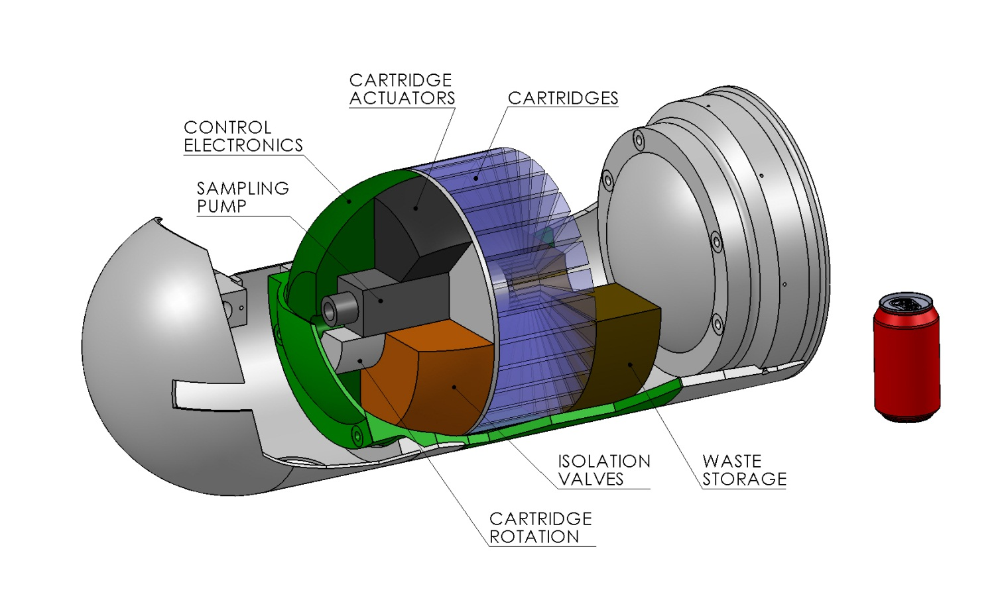 CARTRIDGE
ACTUATORS
CARTRIDGES
CONTROL
ELECTRONICS
SAMPLING
PUMP
ISOLATION
VALVES
WASTE
STORAGE
CARTRIDGE
ROTATION